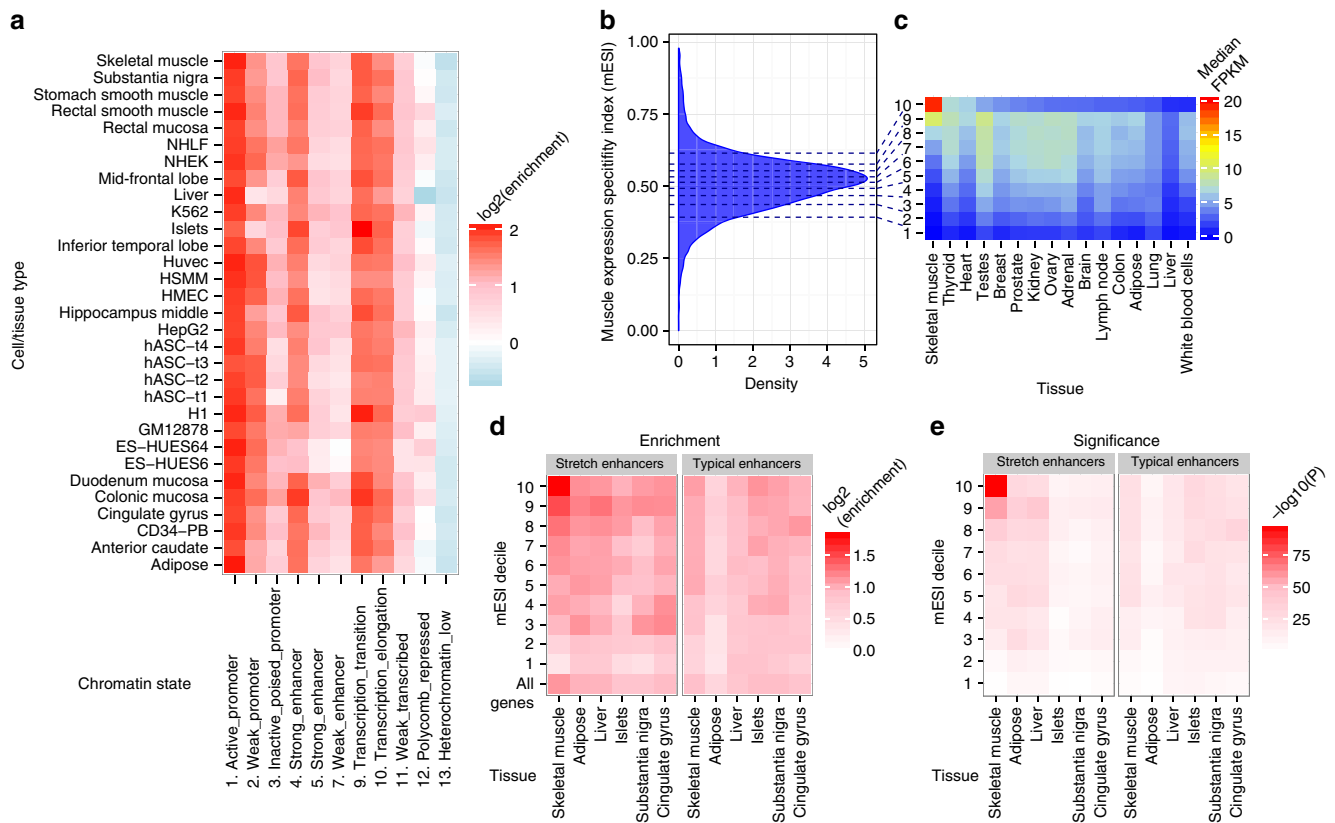 a
Skeletal muscle
Substantia nigra
Stomach smooth muscle
Rectal smooth muscle
Rectal mucosa
NHLF
NHEK
Mid−frontal lobe
Liver
K562
Islets
Inferior temporal lobe
Huvec
HSMM
HMEC
Hippocampus middle
HepG2
hASC−t4
hASC−t3
hASC−t2
hASC−t1
H1
GM12878
ES−HUES64
ES−HUES6
Duodenum mucosa
Colonic mucosa
Cingulate gyrus
CD34−PB
Anterior caudate
Adipose
Cell/tissue type
1. Active_promoter
2. Weak_promoter
3. Inactive_poised_promoter
4. Strong_enhancer
5. Strong_enhancer
7. Weak_enhancer
9. Transcription_transition
10. Transcription_elongation
11. Weak_transcribed
12. Polycomb_repressed
13. Heterochromatin_low
Chromatin state
log2(enrichment)
2
1
0
b
Muscle expression specitifity index (mESI)
1.00
0.75
0.50
0.25
0.00
0 1 2 3 4 5
Density
c
10
9
8
7
6
5
4
3
2
1
Skeletal muscle
Thyroid
Heart
Testes
Breast
Prostate
Kidney
Ovary
Adrenal
Brain
Lymph node
Colon
Adipose
Lung
Liver
White blood cells
Tissue
Median
FPKM
20
15
10
5
0
d
Enrichment
Stretch enhancers Typical enhancers
mESI decile
10
9
8
7
6
5
4
3
2
1
All
genes
Tissue
Skeletal muscle
Adipose
Liver
Islets
Substantia nigra
Cingulate gyrus
Skeletal muscle
Adipose
Liver
Islets
Substantia nigra
Cingulate gyrus
log2
(enrichment)
1.5
1.0
0.5
0.0
e
Significance
Stretch enhancers Typical enhancers
mESI decile
10
9
8
7
6
5
4
3
2
1
Tissue
Skeletal muscle
Adipose
Liver
Islets
Substantia nigra
Cingulate gyrus
Skeletal muscle
Adipose
Liver
Islets
Substantia nigra
Cingulate gyrus
−log10(P)
75
50
25